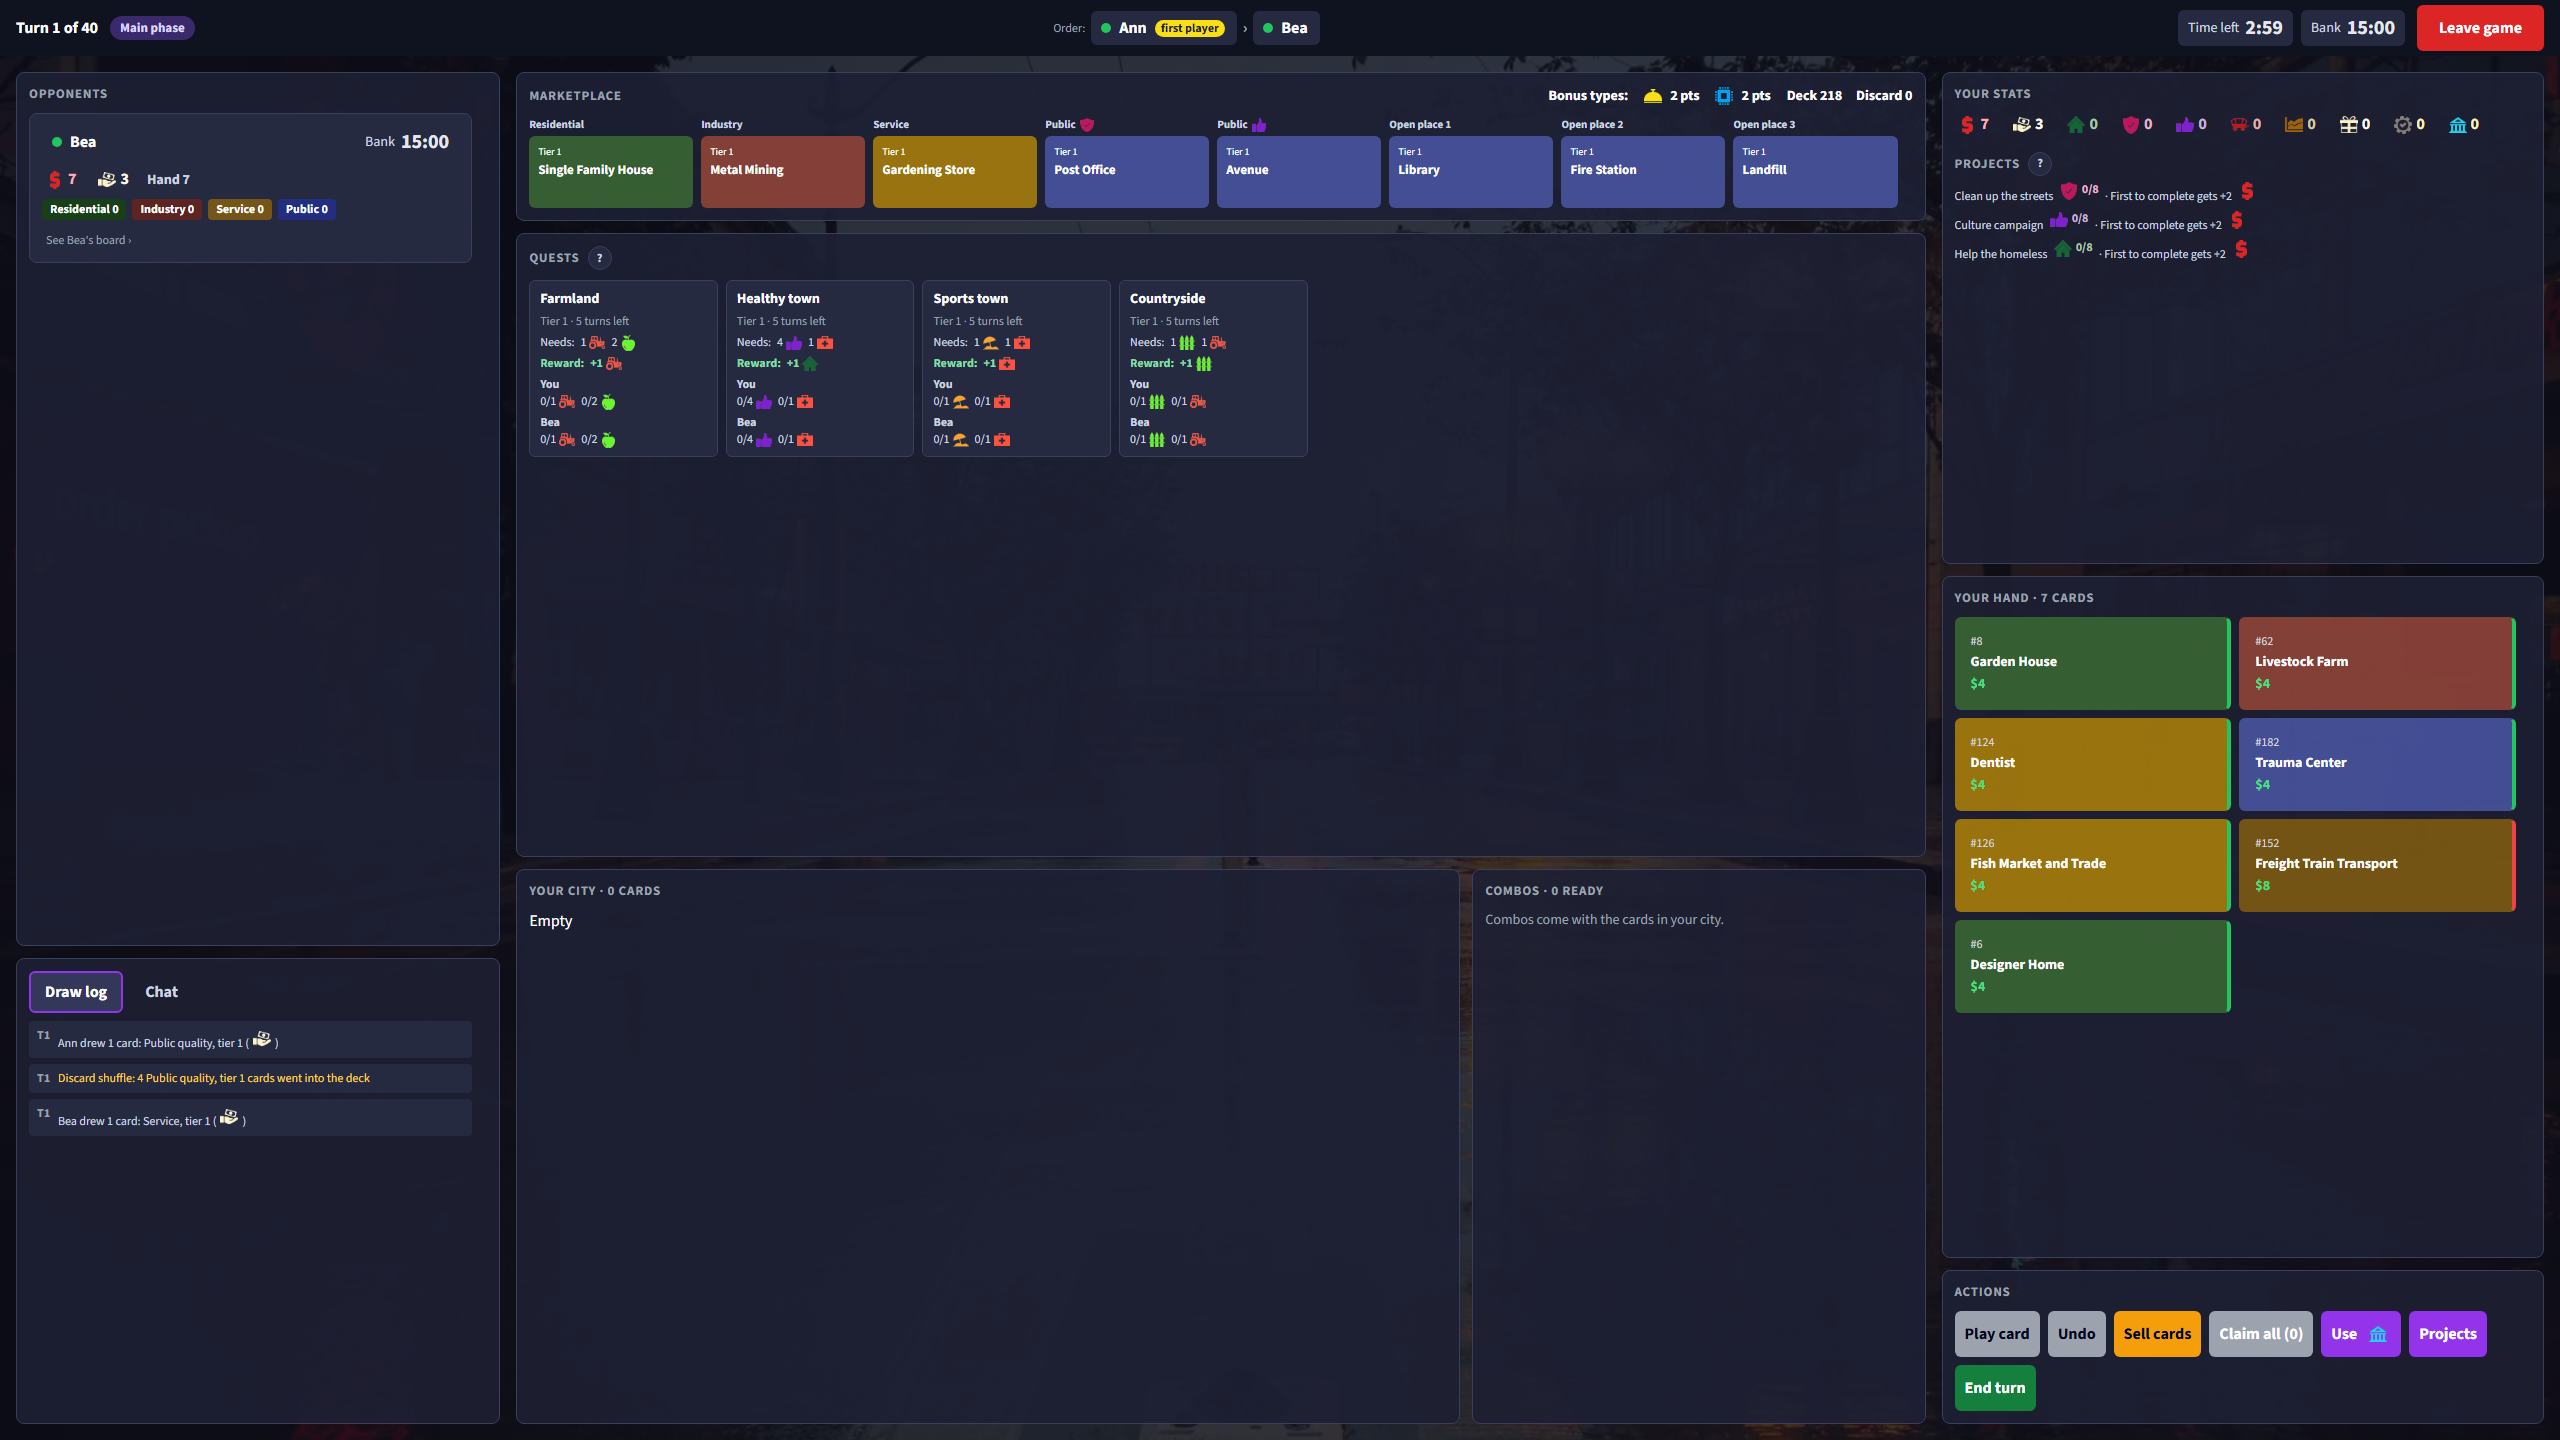 Turn 1 of 40 Main phase
Order: Ann first player › Bea
Time left 2:59 Bank 15:00 Leave game
OPPONENTS
Bea Bank 15:00
7 3 Hand 7
Residential 0 Industry 0 Service 0 Public 0
See Bea's board ›
Draw log Chat
T1 Ann drew 1 card: Public quality, tier 1 ( )
T1 Discard shuffle: 4 Public quality, tier 1 cards went into the deck
T1 Bea drew 1 card: Service, tier 1 ( )
MARKETPLACE Bonus types: 2 pts 2 pts Deck 218 Discard 0
Residential Industry Service Public Public Open place 1 Open place 2 Open place 3
Tier 1 Tier 1 Tier 1 Tier 1 Tier 1 Tier 1 Tier 1 Tier 1
Single Family House Metal Mining Gardening Store Post Office Avenue Library Fire Station Landfill
QUESTS ?
Farmland Healthy town Sports town Countryside
Tier 1 · 5 turns left Tier 1 · 5 turns left Tier 1 · 5 turns left Tier 1 · 5 turns left
Needs: 1 2 Needs: 4 1 Needs: 1 1 Needs: 1 1
Reward: +1 Reward: +1 Reward: +1 Reward: +1
You You You You
0/1 0/2 0/4 0/1 0/1 0/1 0/1 0/1
Bea Bea Bea Bea
0/1 0/2 0/4 0/1 0/1 0/1 0/1 0/1
YOUR CITY · 0 CARDS
Empty
COMBOS · 0 READY
Combos come with the cards in your city.
YOUR STATS
7 3 0 0 0 0 0 0 0 0
PROJECTS ?
Clean up the streets 0/8 · First to complete gets +2
Culture campaign 0/8 · First to complete gets +2
Help the homeless 0/8 · First to complete gets +2
YOUR HAND · 7 CARDS
#8 #62
Garden House Livestock Farm
$4 $4
#124 #182
Dentist Trauma Center
$4 $4
#126 #152
Fish Market and Trade Freight Train Transport
$4 $8
#6
Designer Home
$4
ACTIONS
Play card Undo Sell cards Claim all (0) Use Projects
End turn